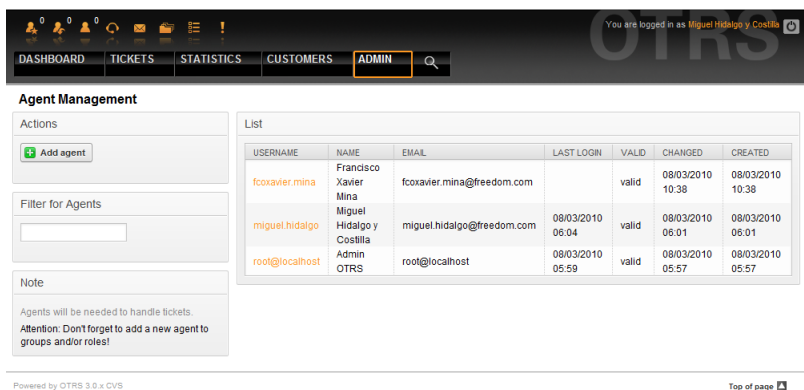 0 0 0
OTRS
You are logged in as Miguel Hidalgo y Costilla
DASHBOARD TICKETS STATISTICS CUSTOMERS ADMIN
Agent Management
Actions
Add agent
Filter for Agents
Note
Agents will be needed to handle tickets.
Attention: Don't forget to add a new agent to
groups and/or roles!
List
USERNAME NAME EMAIL LAST LOGIN VALID CHANGED CREATED
fcoxavier.mina Francisco Xavier Mina fcoxavier.mina@freedom.com valid 08/03/2010 10:38 08/03/2010 10:38
miguel.hidalgo Miguel Hidalgo y Costilla miguel.hidalgo@freedom.com 08/03/2010 06:04 valid 08/03/2010 06:01 08/03/2010 06:01
root@localhost Admin OTRS root@localhost 08/03/2010 05:59 valid 08/03/2010 05:57 08/03/2010 05:57
Powered by OTRS 3.0.x CVS
Top of page